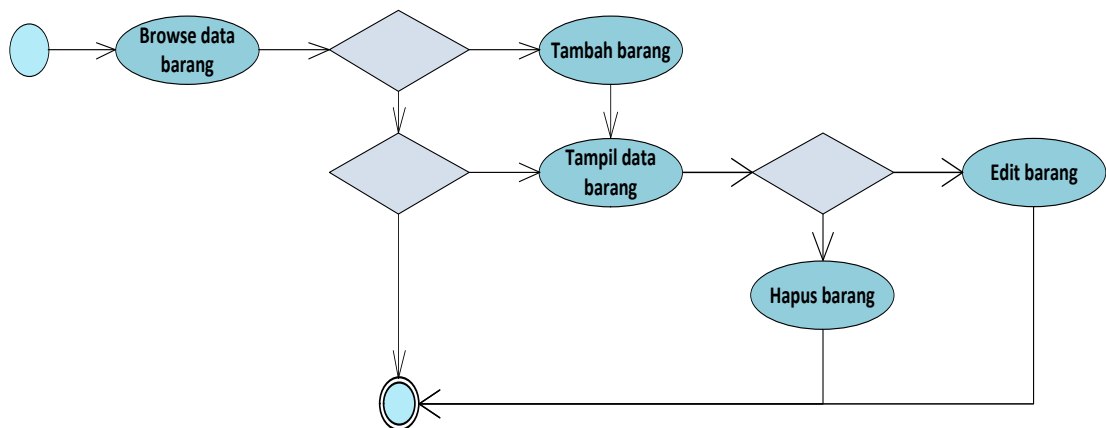 Browse data
barang
Tambah barang
Tampil data
barang
Edit barang
Hapus barang